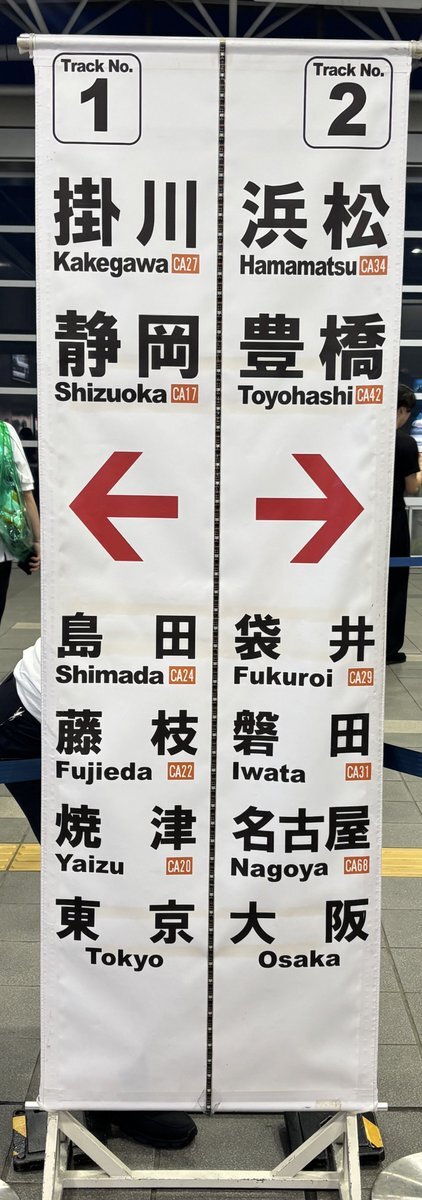 Track No.
1
掛川
Kakegawa CA27
静岡
Shizuoka CA17
島田
Shimada CA24
藤枝
Fujieda CA22
焼津
Yaizu CA20
東京
Tokyo
Track No.
2
浜松
Hamamatsu CA34
豊橋
Toyohashi CA42
袋井
Fukuroi CA29
磐田
Iwata CA31
名古屋
Nagoya CA68
大阪
Osaka